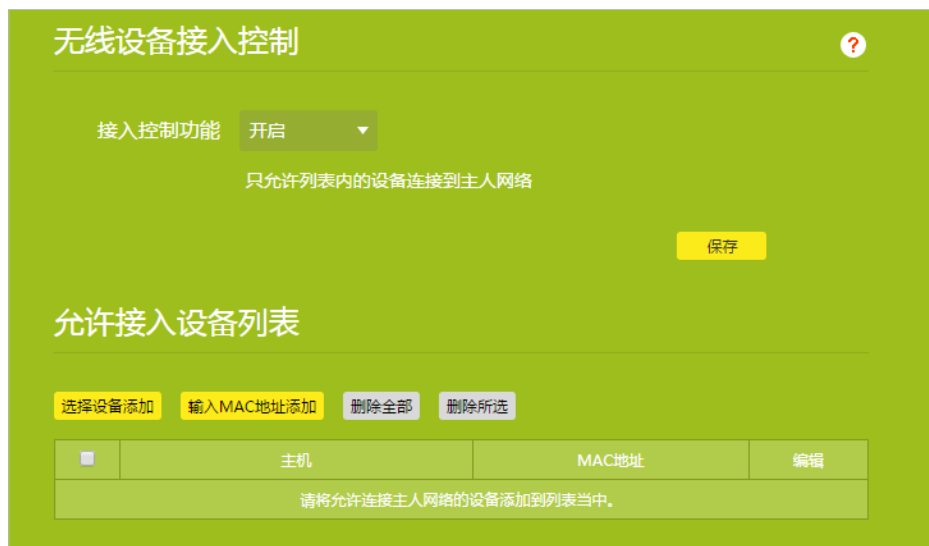 无线设备接入控制
?
接入控制功能 开启
只允许列表内的设备连接到主人网络
保存
允许接入设备列表
选择设备添加 输入MAC地址添加 删除全部 删除所选
主机 MAC地址 编辑
请将允许连接主人网络的设备添加到列表当中。